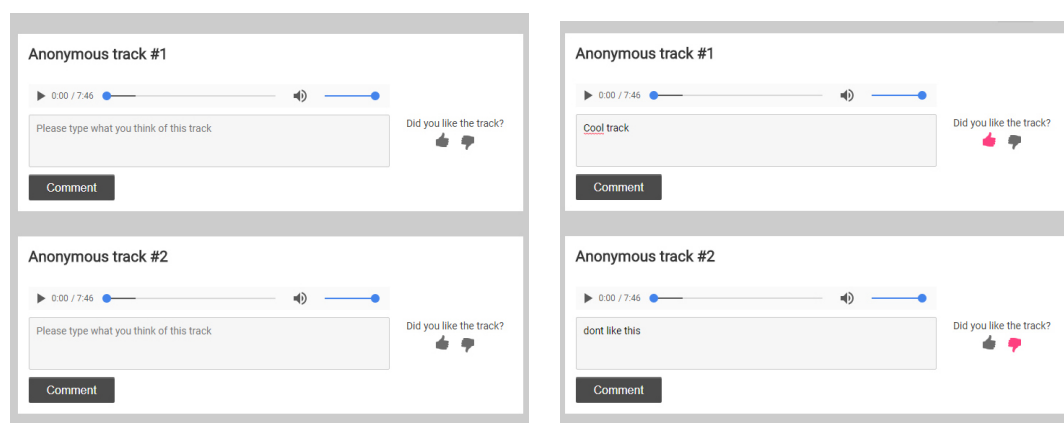 Anonymous track #1
0:00 / 7:46
Please type what you think of this track
Did you like the track?
Comment
Anonymous track #2
0:00 / 7:46
Please type what you think of this track
Did you like the track?
Comment
Anonymous track #1
0:00 / 7:46
Cool track
Did you like the track?
Comment
Anonymous track #2
0:00 / 7:46
dont like this
Did you like the track?
Comment